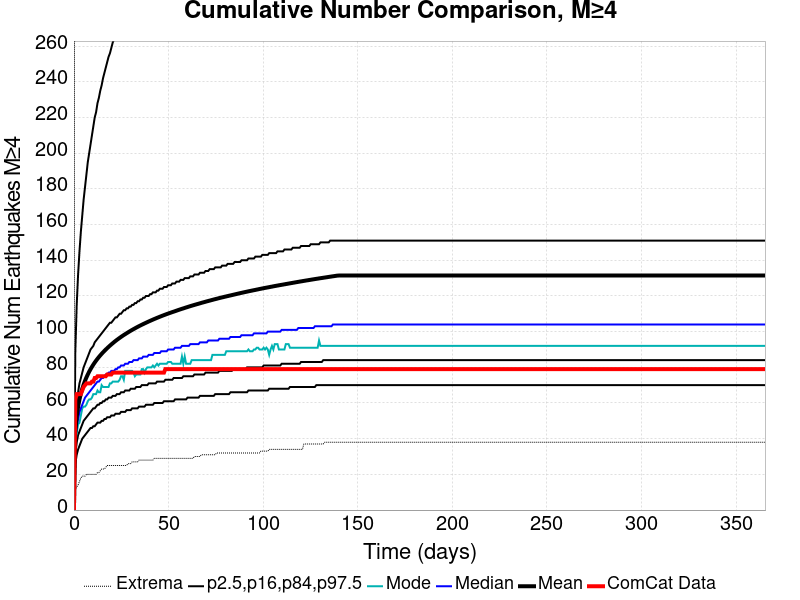 Cumulative Number Comparison, M≥4
Cumulative Num Earthquakes M≥4
260
240
220
200
180
160
140
120
100
80
60
40
20
0
0 50 100 150 200 250 300 350
Time (days)
Extrema p2.5,p16,p84,p97.5 Mode Median Mean ComCat Data